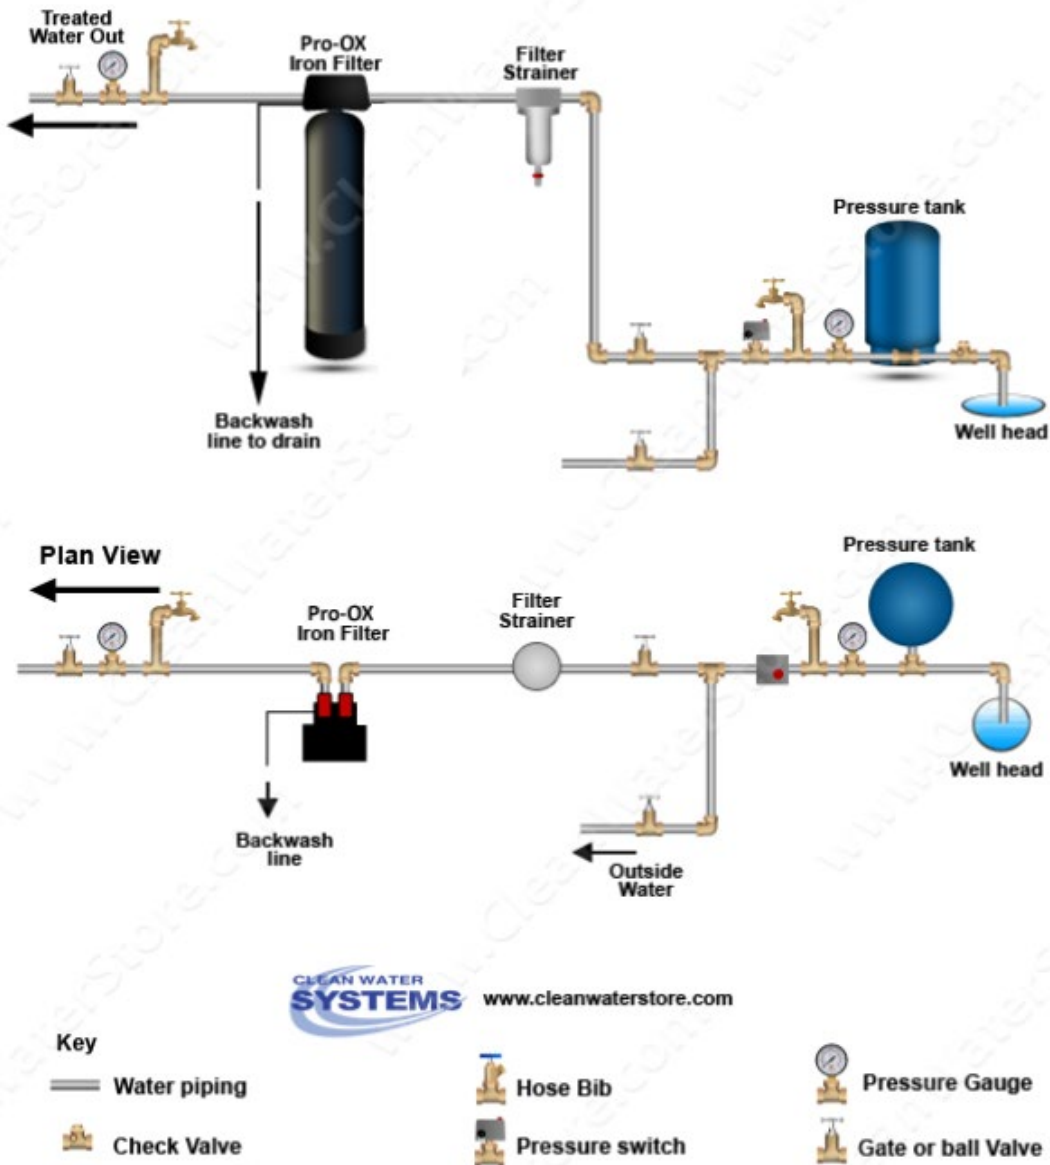 Treated
Water Out
Pro-OX
Iron Filter
Filter
Strainer
Pressure tank
Backwash
line to drain
Well head
Plan View
Pressure tank
Pro-OX
Iron Filter
Filter
Strainer
Well head
Backwash
line
Outside
Water
CLEAN WATER
SYSTEMS
www.cleanwaterstore.com
Key
Water piping
Hose Bib
Pressure Gauge
Check Valve
Pressure switch
Gate or ball Valve